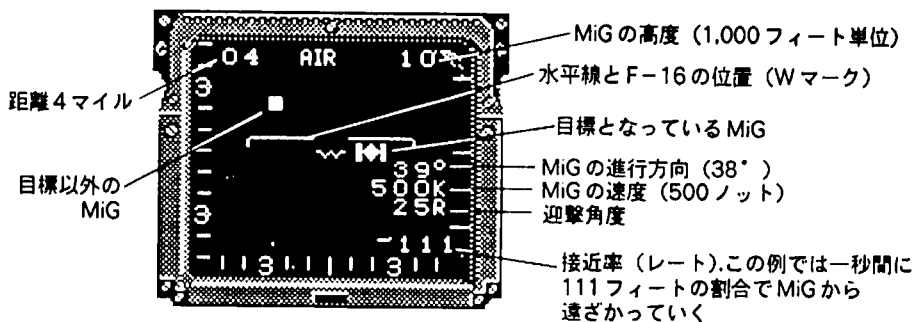 04 AIR 10
3
39°
500K
25R
3
-111
3 3
距離4マイル
目標以外の
MiG
MiGの高度（1,000フィート単位）
水平線とF-16の位置（Wマーク）
目標となっているMiG
MiGの進行方向（38°）
MiGの速度（500ノット）
迎撃角度
接近率（レート）.この例では一秒間に
111フィートの割合でMiGから
遠ざかっていく